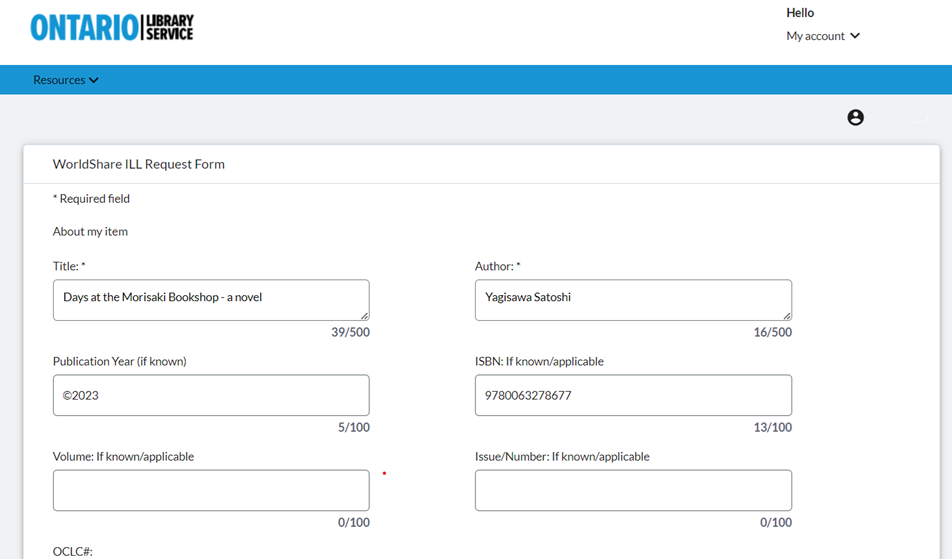 ONTARIO LIBRARY SERVICE
Hello
My account
Resources
WorldShare ILL Request Form
* Required field
About my item
Title: *
Author: *
Days at the Morisaki Bookshop - a novel
Yagisawa Satoshi
39/500
16/500
Publication Year (if known)
ISBN: If known/applicable
©2023
9780063278677
5/100
13/100
Volume: If known/applicable
Issue/Number: If known/applicable
0/100
0/100
OCLC#: